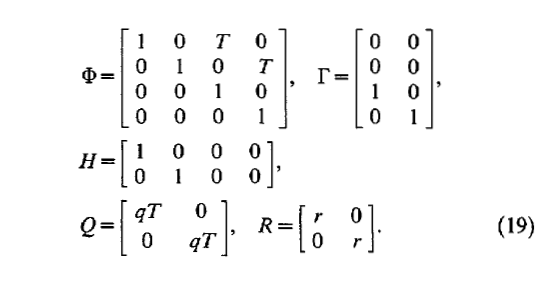 Φ = [ 1 0 T 0
0 1 0 T
0 0 1 0
0 0 0 1 ], Γ = [ 0 0
0 0
1 0
0 1 ],
H = [ 1 0 0 0
0 1 0 0 ],
Q = [ qT 0
0 qT ], R = [ r 0
0 r ]. (19)